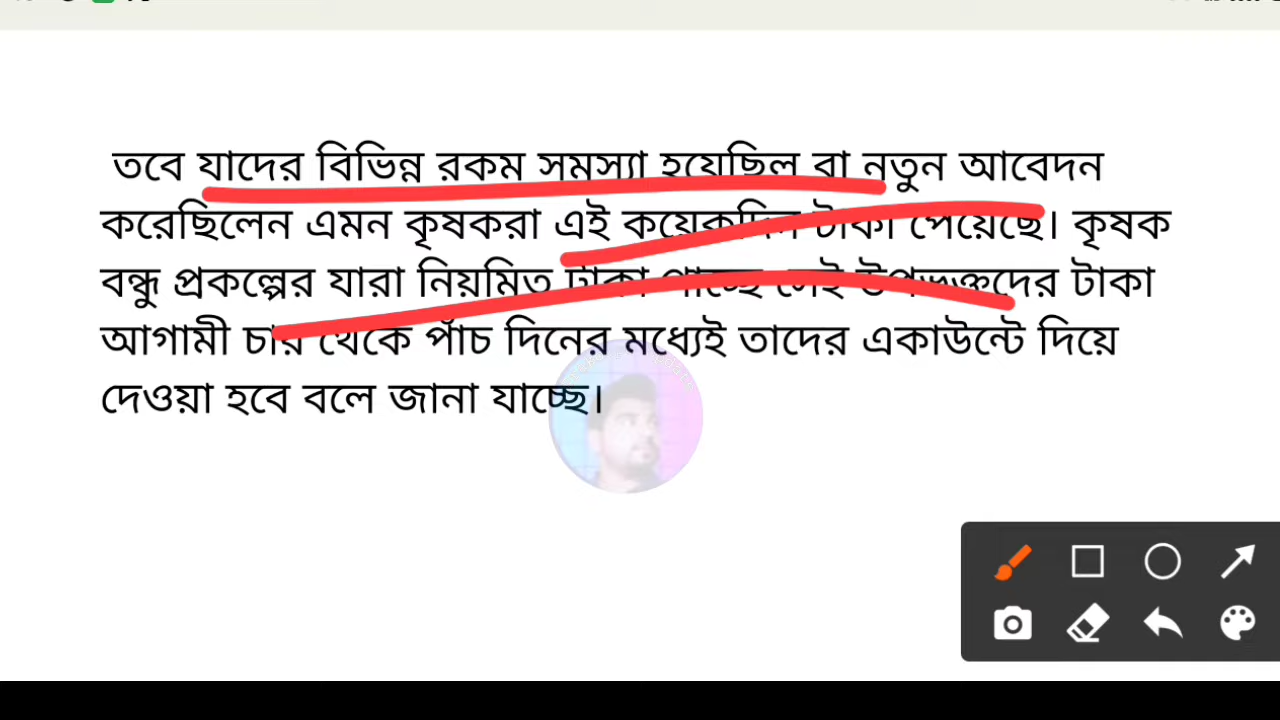 তবে যাদের বিভিন্ন রকম সমস্যা হয়েছিল বা নতুন আবেদন
করেছিলেন এমন কৃষকরা এই কয়েকদিন টাকা পেয়েছে। কৃষক
বন্ধু প্রকল্পের যারা নিয়মিত টাকা পাচ্ছে সেই উপভুক্তদের টাকা
আগামী চার থেকে পাঁচ দিনের মধ্যেই তাদের একাউন্টে দিয়ে
দেওয়া হবে বলে জানা যাচ্ছে।